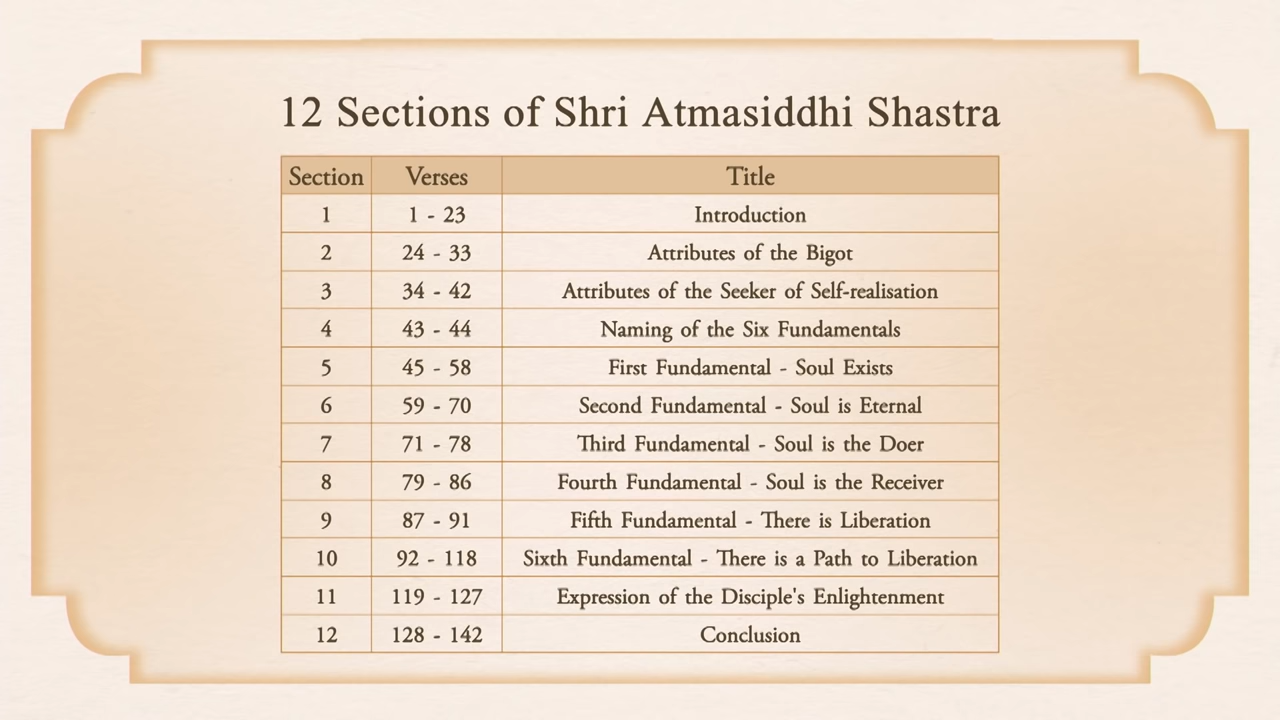 12 Sections of Shri Atmasiddhi Shastra
Section Verses Title
1 1 - 23 Introduction
2 24 - 33 Attributes of the Bigot
3 34 - 42 Attributes of the Seeker of Self-realisation
4 43 - 44 Naming of the Six Fundamentals
5 45 - 58 First Fundamental - Soul Exists
6 59 - 70 Second Fundamental - Soul is Eternal
7 71 - 78 Third Fundamental - Soul is the Doer
8 79 - 86 Fourth Fundamental - Soul is the Receiver
9 87 - 91 Fifth Fundamental - There is Liberation
10 92 - 118 Sixth Fundamental - There is a Path to Liberation
11 119 - 127 Expression of the Disciple's Enlightenment
12 128 - 142 Conclusion